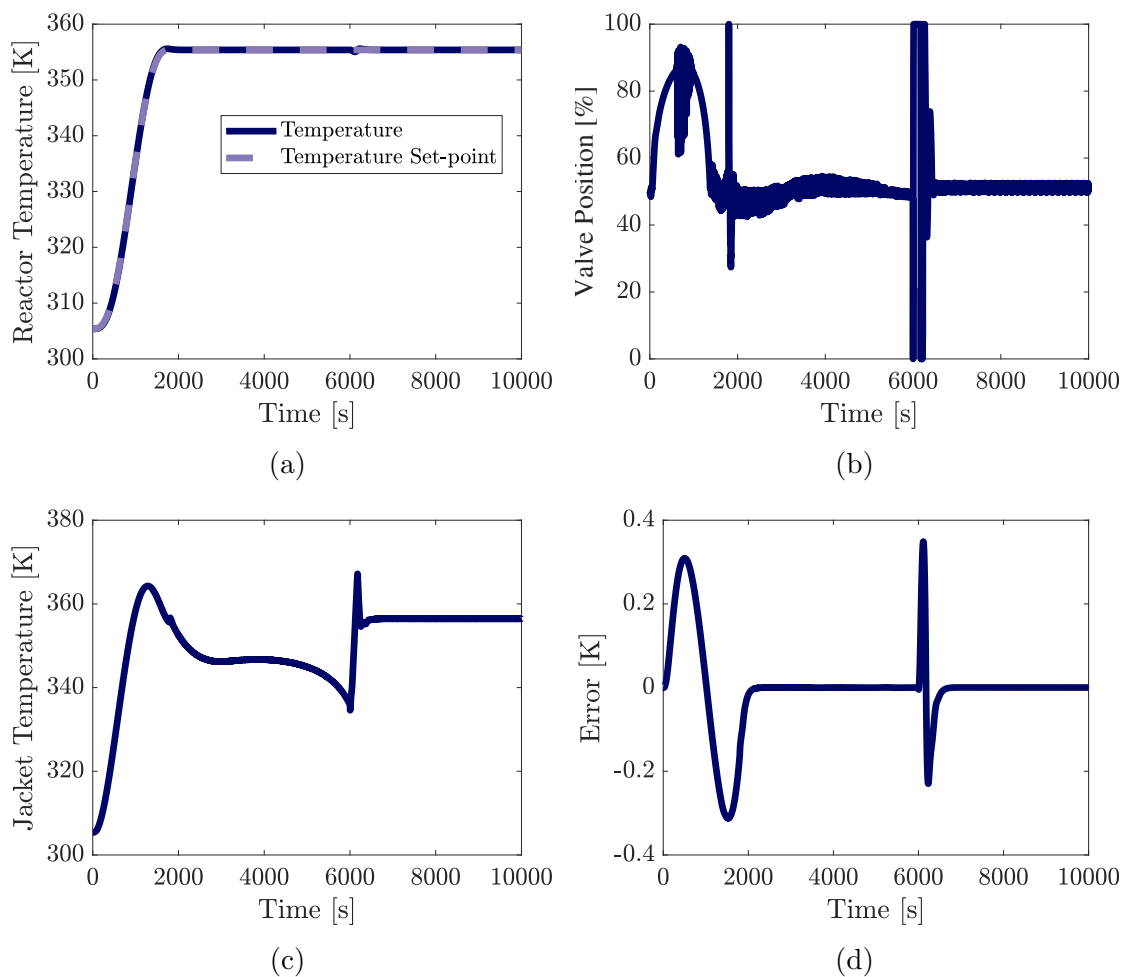 360
350
340
330
320
310
300
Reactor Temperature [K]
Temperature
Temperature Set-point
0 2000 4000 6000 8000 10000
Time [s]
(a)
100
80
60
40
20
0
Valve Position [%]
0 2000 4000 6000 8000 10000
Time [s]
(b)
380
360
340
320
300
Jacket Temperature [K]
0 2000 4000 6000 8000 10000
Time [s]
(c)
0.4
0.2
0
-0.2
-0.4
Error [K]
0 2000 4000 6000 8000 10000
Time [s]
(d)